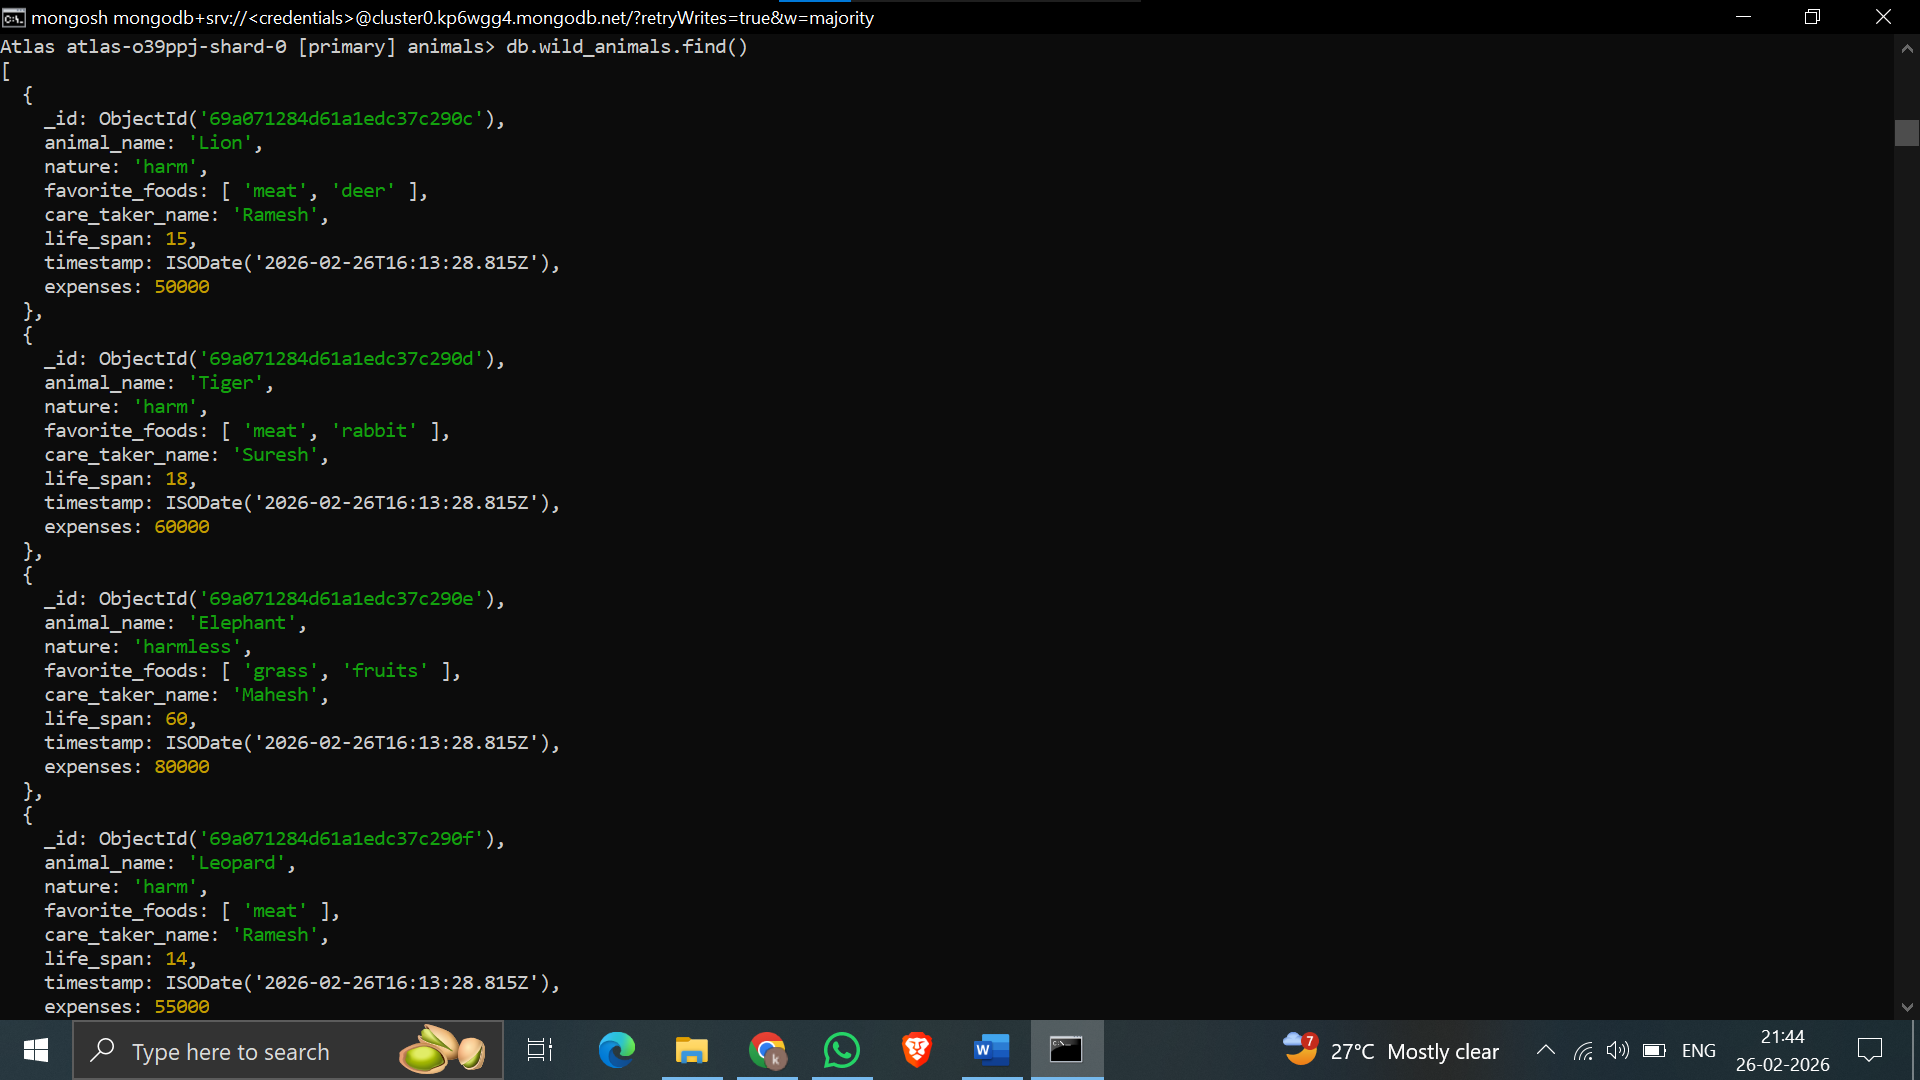 mongosh mongodb+srv://<credentials>@cluster0.kp6wgg4.mongodb.net/?retryWrites=true&w=majority
Atlas atlas-o39ppj-shard-0 [primary] animals> db.wild_animals.find()
[
  {
    _id: ObjectId('69a071284d61a1edc37c290c'),
    animal_name: 'Lion',
    nature: 'harm',
    favorite_foods: [ 'meat', 'deer' ],
    care_taker_name: 'Ramesh',
    life_span: 15,
    timestamp: ISODate('2026-02-26T16:13:28.815Z'),
    expenses: 50000
  },
  {
    _id: ObjectId('69a071284d61a1edc37c290d'),
    animal_name: 'Tiger',
    nature: 'harm',
    favorite_foods: [ 'meat', 'rabbit' ],
    care_taker_name: 'Suresh',
    life_span: 18,
    timestamp: ISODate('2026-02-26T16:13:28.815Z'),
    expenses: 60000
  },
  {
    _id: ObjectId('69a071284d61a1edc37c290e'),
    animal_name: 'Elephant',
    nature: 'harmless',
    favorite_foods: [ 'grass', 'fruits' ],
    care_taker_name: 'Mahesh',
    life_span: 60,
    timestamp: ISODate('2026-02-26T16:13:28.815Z'),
    expenses: 80000
  },
  {
    _id: ObjectId('69a071284d61a1edc37c290f'),
    animal_name: 'Leopard',
    nature: 'harm',
    favorite_foods: [ 'meat' ],
    care_taker_name: 'Ramesh',
    life_span: 14,
    timestamp: ISODate('2026-02-26T16:13:28.815Z'),
    expenses: 55000
Type here to search
k
W
7
27°C Mostly clear
ENG
21:44
26-02-2026